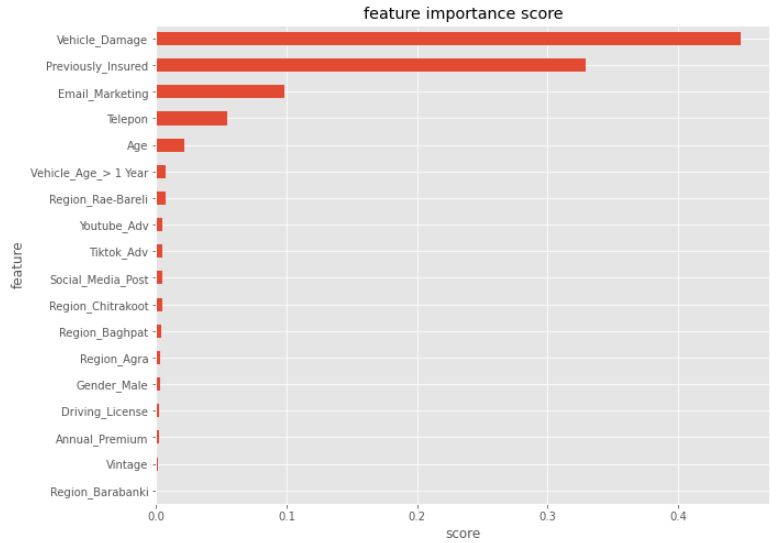 feature importance score
Vehicle_Damage
Previously_Insured
Email_Marketing
Telepon
Age
Vehicle_Age_> 1 Year
Region_Rae-Bareli
Youtube_Adv
Tiktok_Adv
Social_Media_Post
Region_Chitrakoot
Region_Baghpat
Region_Agra
Gender_Male
Driving_License
Annual_Premium
Vintage
Region_Barabanki
feature
0.0 0.1 0.2 0.3 0.4
score